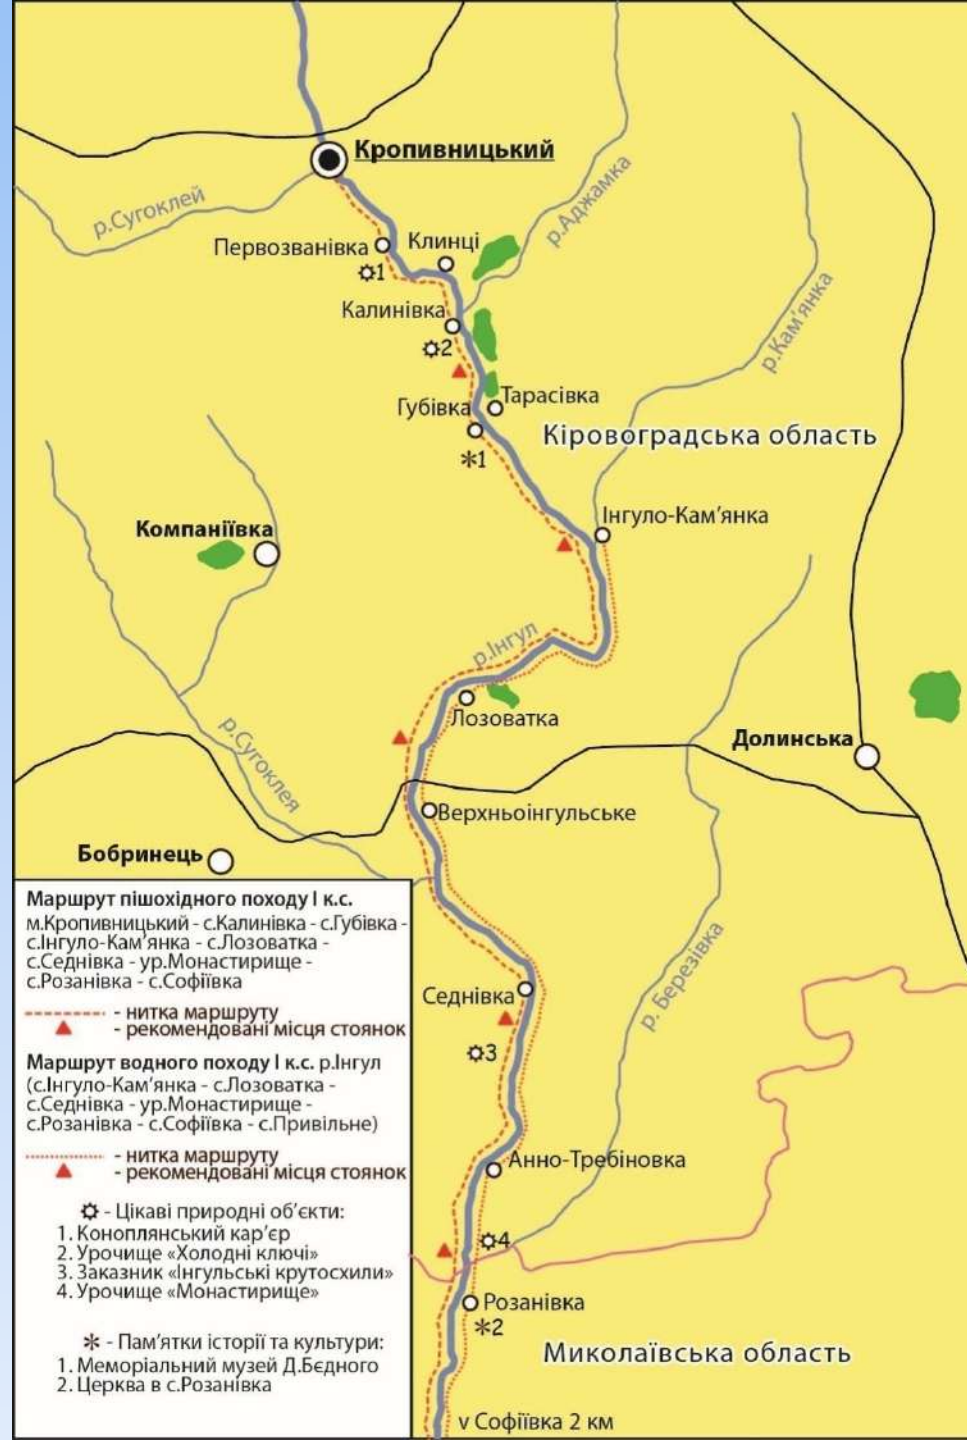 Кропивницький
р.Сугоклей
р.Аджамка
Первозванівка
Клинці
1
Калинівка
р.Кам'янка
2
Тарасівка
Губівка
Кіровоградська область
*1
Інгуло-Кам'янка
Компаніївка
р.Інгул
Лозоватка
р.Сугоклея
Долинська
Верхньоінгульське
Бобринець
р. Березівка
Седнівка
3
Анно-Требіновка
4
Розанівка
*2
Миколаївська область
v Софіївка 2 км
Маршрут пішохідного походу І к.с.
м.Кропивницький - с.Калинівка - с.Губівка -
с.Інгуло-Кам'янка - с.Лозоватка -
с.Седнівка - ур.Монастирище -
с.Розанівка - с.Софіївка
- нитка маршруту
- рекомендовані місця стоянок
Маршрут водного походу І к.с. р.Інгул
(с.Інгуло-Кам'янка - с.Лозоватка -
с.Седнівка - ур.Монастирище -
с.Розанівка - с.Софіївка - с.Привільне)
- нитка маршруту
- рекомендовані місця стоянок
- Цікаві природні об'єкти:
1. Коноплянський кар'єр
2. Урочище «Холодні ключі»
3. Заказник «Інгульські крутосхили»
4. Урочище «Монастирище»
* - Пам'ятки історії та культури:
1. Меморіальний музей Д.Бєдного
2. Церква в с.Розанівка